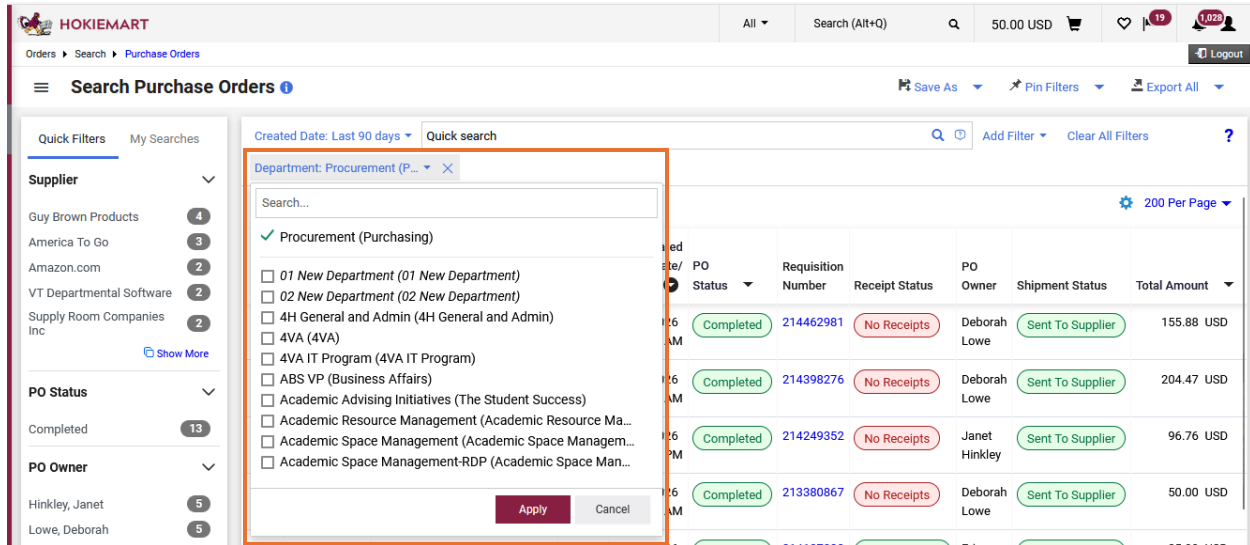 HOKIEMART
All
Search (Alt+Q)
50.00 USD
19
1,028
Orders
Search
Purchase Orders
Logout
Search Purchase Orders
Save As
Pin Filters
Export All
Quick Filters
My Searches
Supplier
Guy Brown Products 4
America To Go 3
Amazon.com 2
VT Departmental Software 2
Supply Room Companies
Inc 2
Show More
PO Status
Completed 13
PO Owner
Hinkley, Janet 5
Lowe, Deborah 5
Created Date: Last 90 days
Quick search
Add Filter
Clear All Filters
?
Department: Procurement (P...
Search...
Procurement (Purchasing)
01 New Department (01 New Department)
02 New Department (02 New Department)
4H General and Admin (4H General and Admin)
4VA (4VA)
4VA IT Program (4VA IT Program)
ABS VP (Business Affairs)
Academic Advising Initiatives (The Student Success)
Academic Resource Management (Academic Resource Ma...
Academic Space Management (Academic Space Managem...
Academic Space Management-RDP (Academic Space Man...
Apply
Cancel
200 Per Page
PO
Status
Requisition
Number
Receipt Status
PO
Owner
Shipment Status
Total Amount
Completed 214462981 No Receipts Deborah Lowe Sent To Supplier 155.88 USD
Completed 214398276 No Receipts Deborah Lowe Sent To Supplier 204.47 USD
Completed 214249352 No Receipts Janet Hinkley Sent To Supplier 96.76 USD
Completed 213380867 No Receipts Deborah Lowe Sent To Supplier 50.00 USD